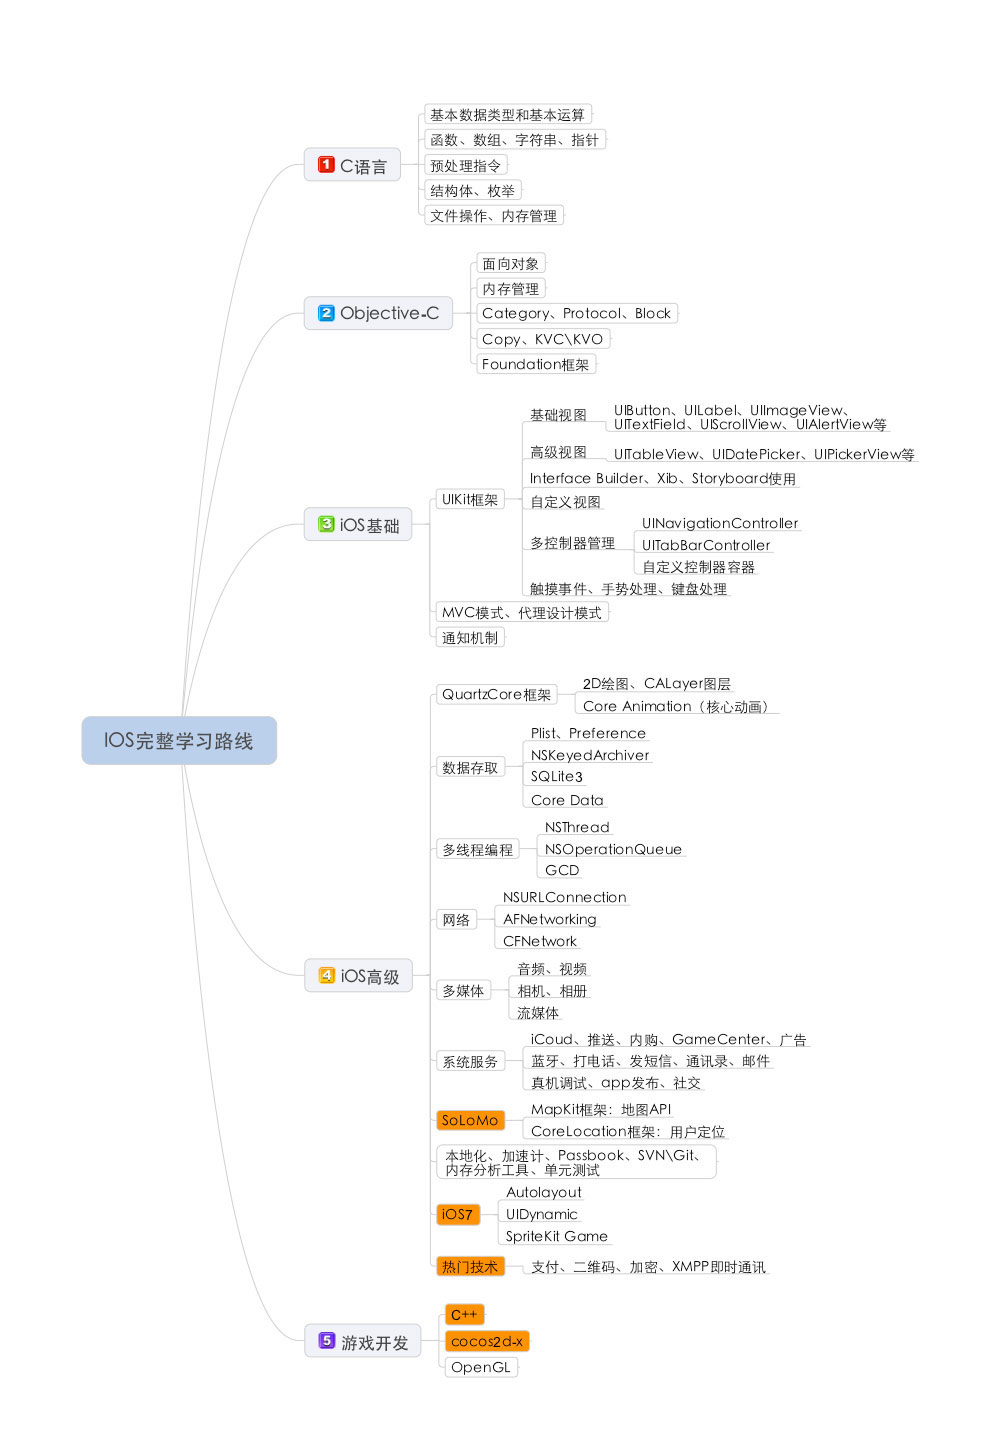 基本数据类型和基本运算
函数、数组、字符串、指针
1 C语言
预处理指令
结构体、枚举
文件操作、内存管理
面向对象
内存管理
2 Objective-C
Category、Protocol、Block
Copy、KVC\KVO
Foundation框架
基础视图
UIButton、UILabel、UIImageView、
UITextField、UIScrollView、UIAlertView等
高级视图
UITableView、UIDatePicker、UIPickerView等
Interface Builder、Xib、Storyboard使用
UIKit框架
自定义视图
3 iOS基础
UINavigationController
多控制器管理
UITabBarController
自定义控制器容器
触摸事件、手势处理、键盘处理
MVC模式、代理设计模式
通知机制
QuartzCore框架
2D绘图、CALayer图层
Core Animation（核心动画）
IOS完整学习路线
Plist、Preference
NSKeyedArchiver
数据存取
SQLite3
Core Data
NSThread
多线程编程
NSOperationQueue
GCD
NSURLConnection
网络
AFNetworking
CFNetwork
4 iOS高级
音频、视频
多媒体
相机、相册
流媒体
iCoud、推送、内购、GameCenter、广告
系统服务
蓝牙、打电话、发短信、通讯录、邮件
真机调试、app发布、社交
SoLoMo
MapKit框架：地图API
CoreLocation框架：用户定位
本地化、加速计、Passbook、SVN\Git、
内存分析工具、单元测试
Autolayout
iOS7
UIDynamic
SpriteKit Game
热门技术
支付、二维码、加密、XMPP即时通讯
C++
5 游戏开发
cocos2d-x
OpenGL